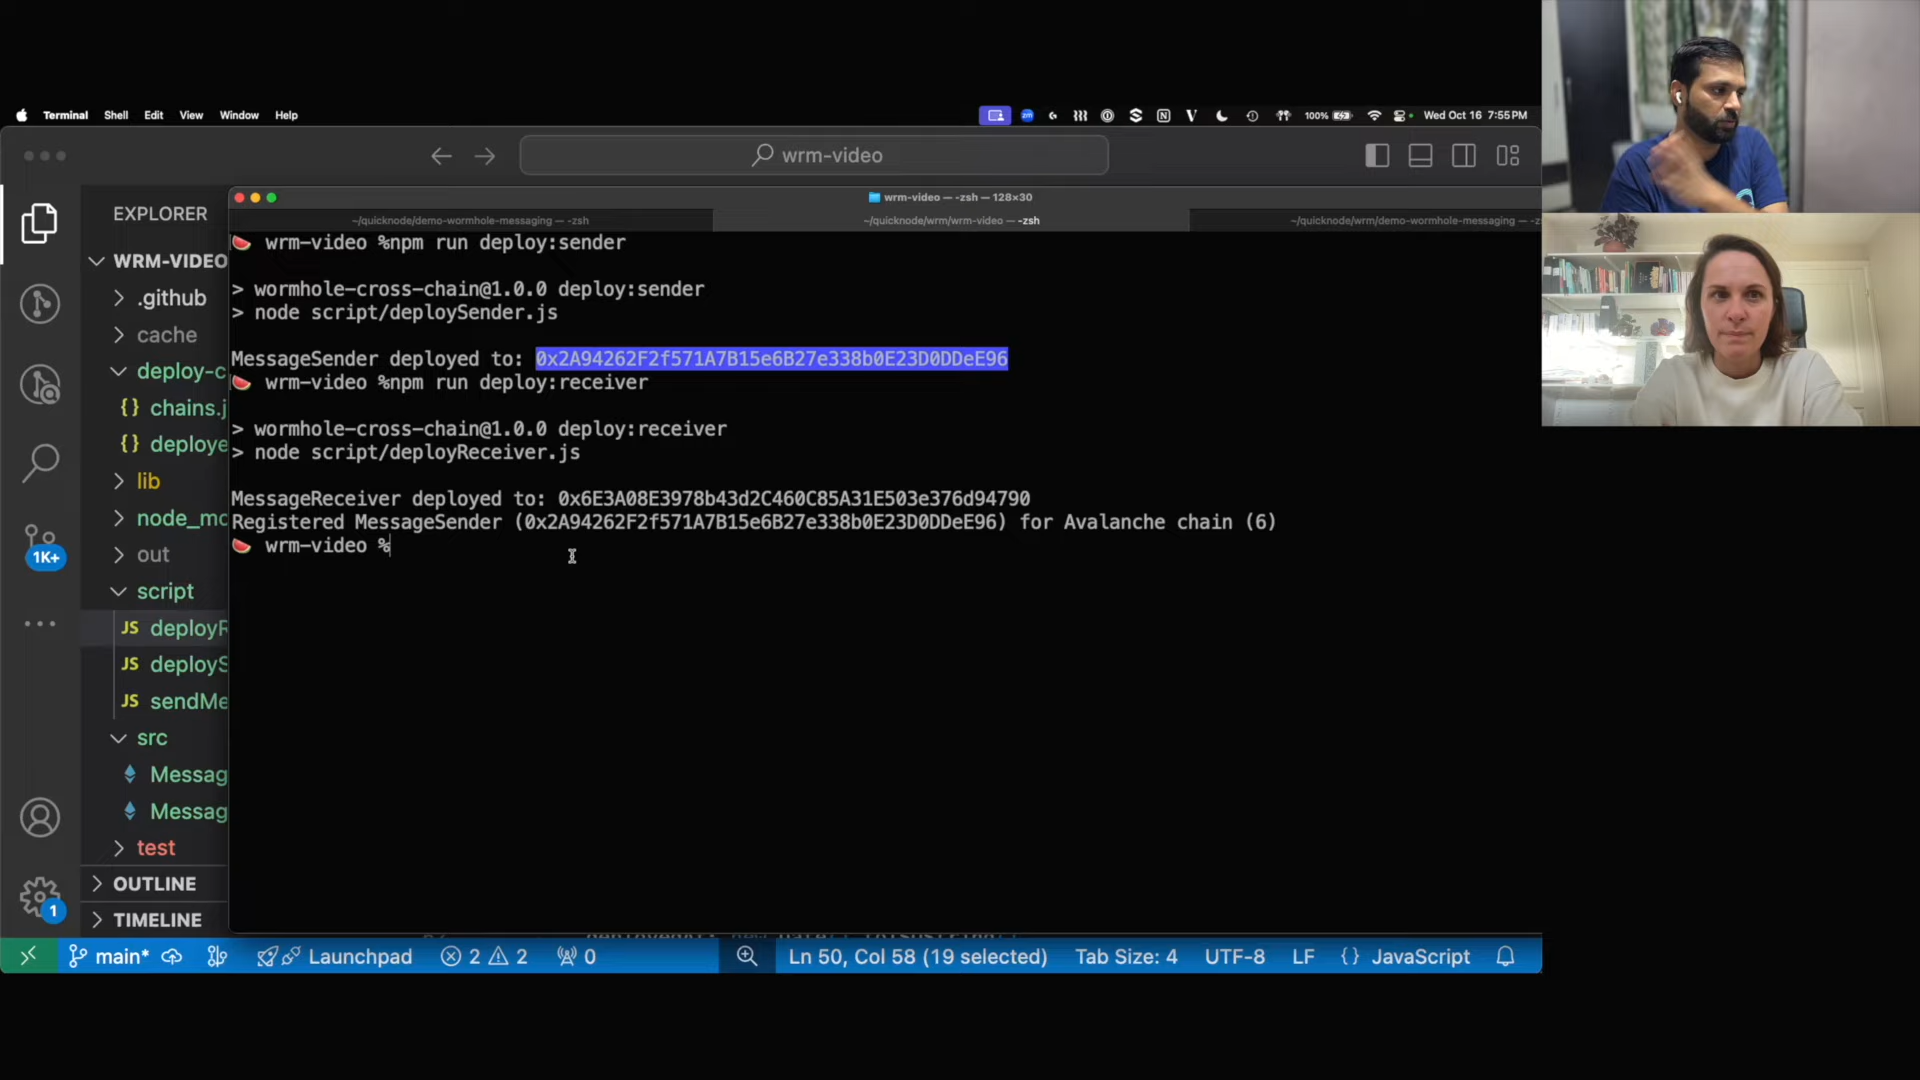 Terminal Shell Edit View Window Help
100% Wed Oct 16 7:55 PM
wrm-video
EXPLORER
WRM-VIDEO
.github
cache
deploy-c
chains.j
deploye
lib
node_mo
out
script
deployR
deployS
sendMe
src
Messag
Messag
test
OUTLINE
TIMELINE
1K+
1
wrm-video — -zsh — 128×30
~/quicknode/demo-wormhole-messaging — -zsh
~/quicknode/wrm/wrm-video — -zsh
~/quicknode/wrm/demo-wormhole-messaging — -zs
wrm-video %npm run deploy:sender
> wormhole-cross-chain@1.0.0 deploy:sender
> node script/deploySender.js
MessageSender deployed to: 0x2A94262F2f571A7B15e6B27e338b0E23D0DDeE96
wrm-video %npm run deploy:receiver
> wormhole-cross-chain@1.0.0 deploy:receiver
> node script/deployReceiver.js
MessageReceiver deployed to: 0x6E3A08E3978b43d2C460C85A31E503e376d94790
Registered MessageSender (0x2A94262F2f571A7B15e6B27e338b0E23D0DDeE96) for Avalanche chain (6)
wrm-video %
main* Launchpad 2 2 0 Ln 50, Col 58 (19 selected) Tab Size: 4 UTF-8 LF {} JavaScript